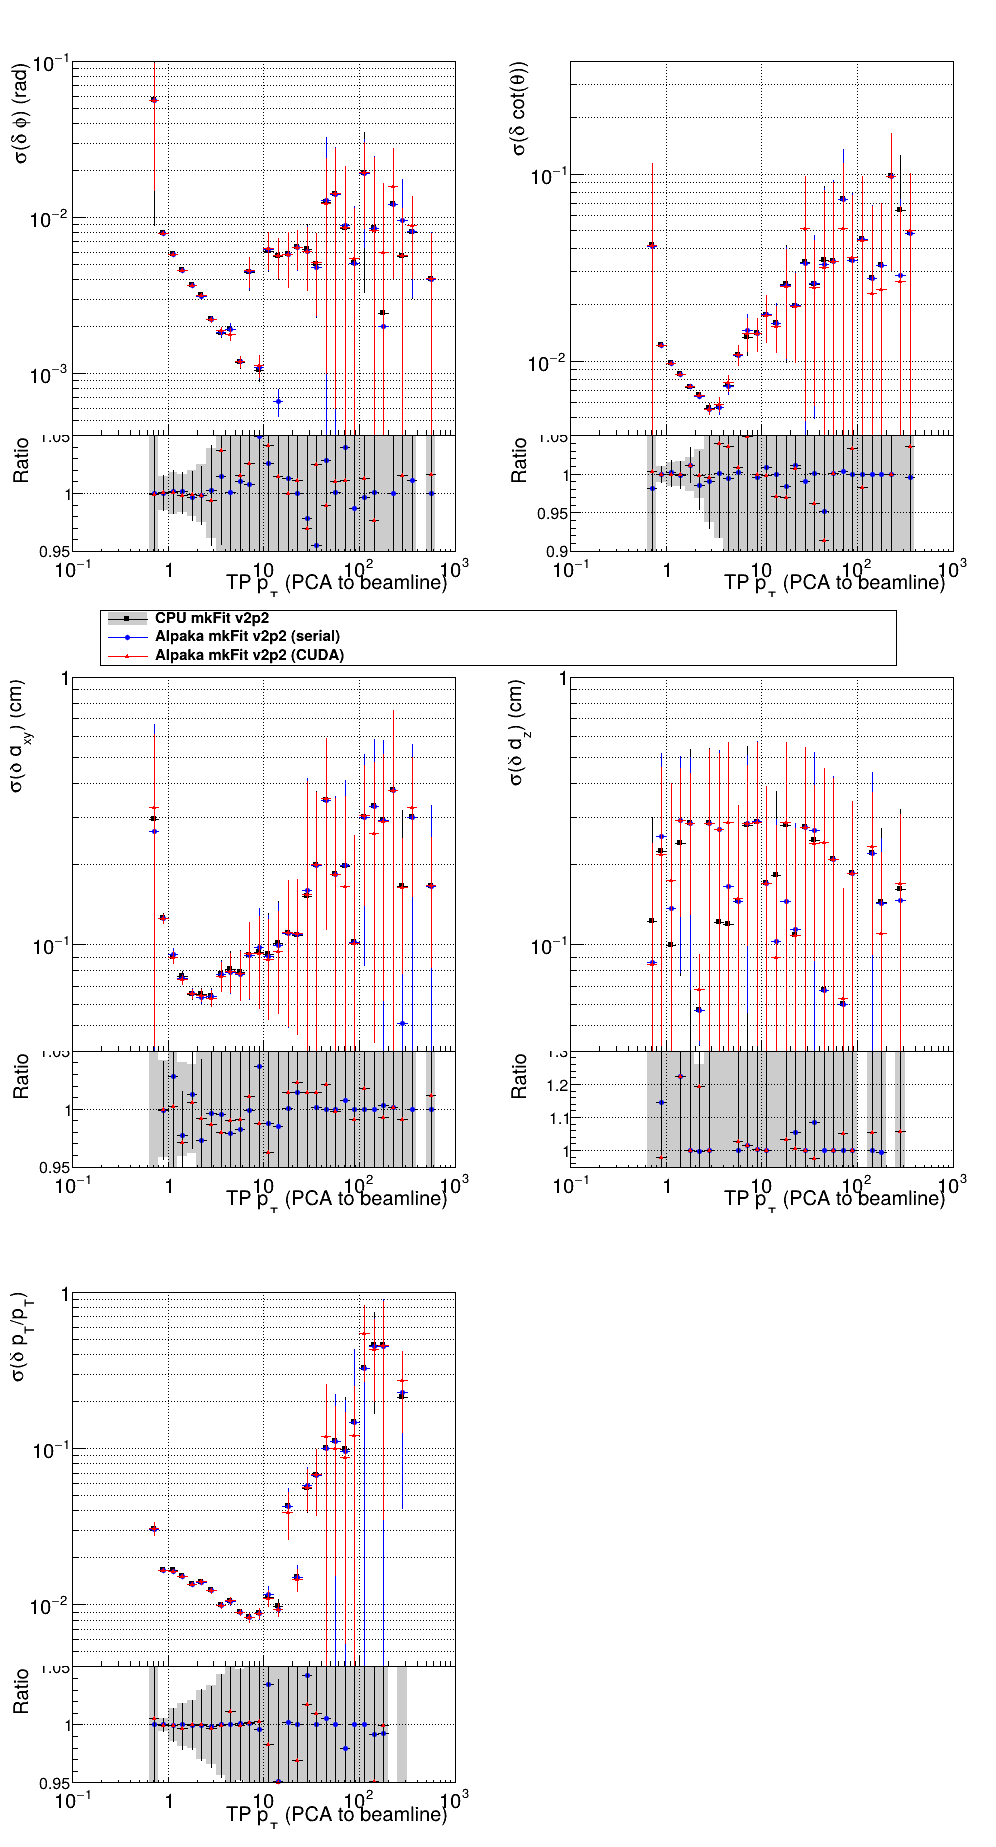 σ(δ φ) (rad)
10⁻¹
10⁻²
10⁻³
Ratio
1.05
1
0.95
10⁻¹ 1 10 10² 10³
TP p_T (PCA to beamline)
σ(δ cot(θ))
10⁻¹
10⁻²
Ratio
1.05
1
0.95
0.9
10⁻¹ 1 10 10² 10³
TP p_T (PCA to beamline)
CPU mkFit v2p2
Alpaka mkFit v2p2 (serial)
Alpaka mkFit v2p2 (CUDA)
σ(δ d_xy) (cm)
1
10⁻¹
Ratio
1.05
1
0.95
10⁻¹ 1 10 10² 10³
TP p_T (PCA to beamline)
σ(δ d_z) (cm)
1
10⁻¹
Ratio
1.3
1.2
1.1
1
10⁻¹ 1 10 10² 10³
TP p_T (PCA to beamline)
σ(δ p_T/p_T)
1
10⁻¹
10⁻²
Ratio
1.05
1
0.95
10⁻¹ 1 10 10² 10³
TP p_T (PCA to beamline)